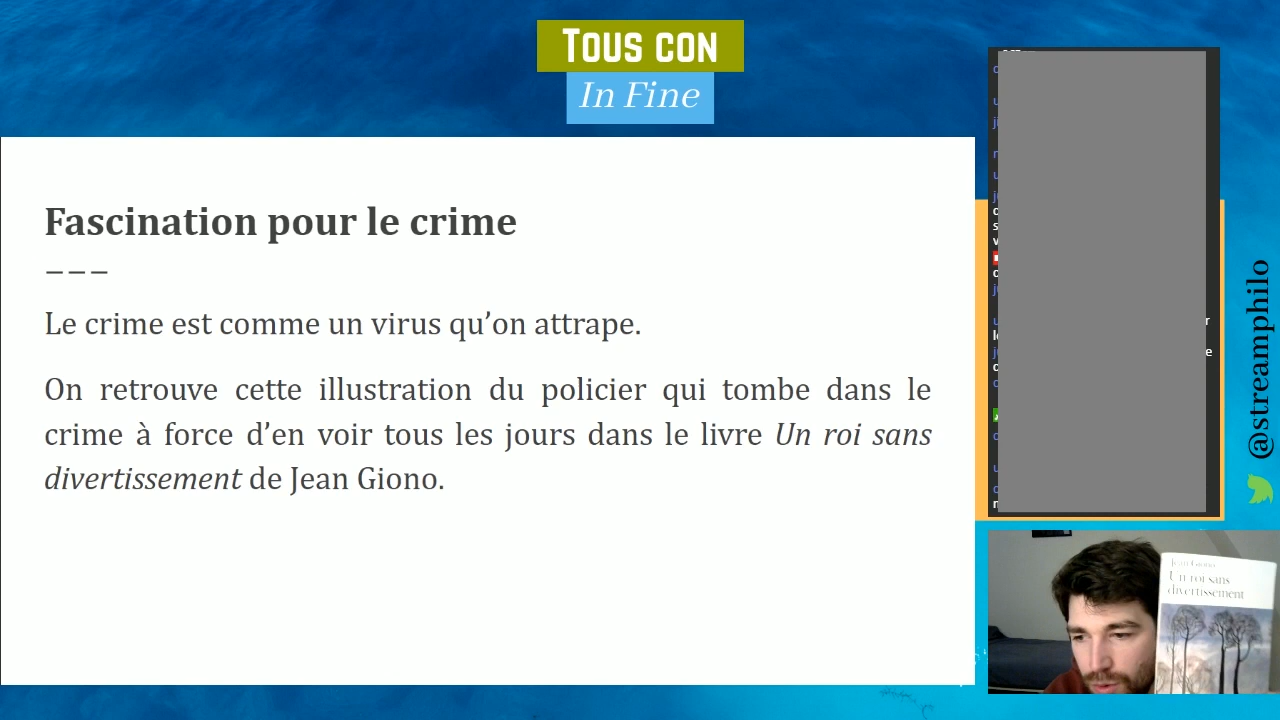 Tous con
In Fine
Fascination pour le crime
–––
Le crime est comme un virus qu’on attrape.
On retrouve cette illustration du policier qui tombe dans le
crime à force d’en voir tous les jours dans le livre Un roi sans
divertissement de Jean Giono.
@streamphilo
Jean Giono
Un roi sans
divertissement